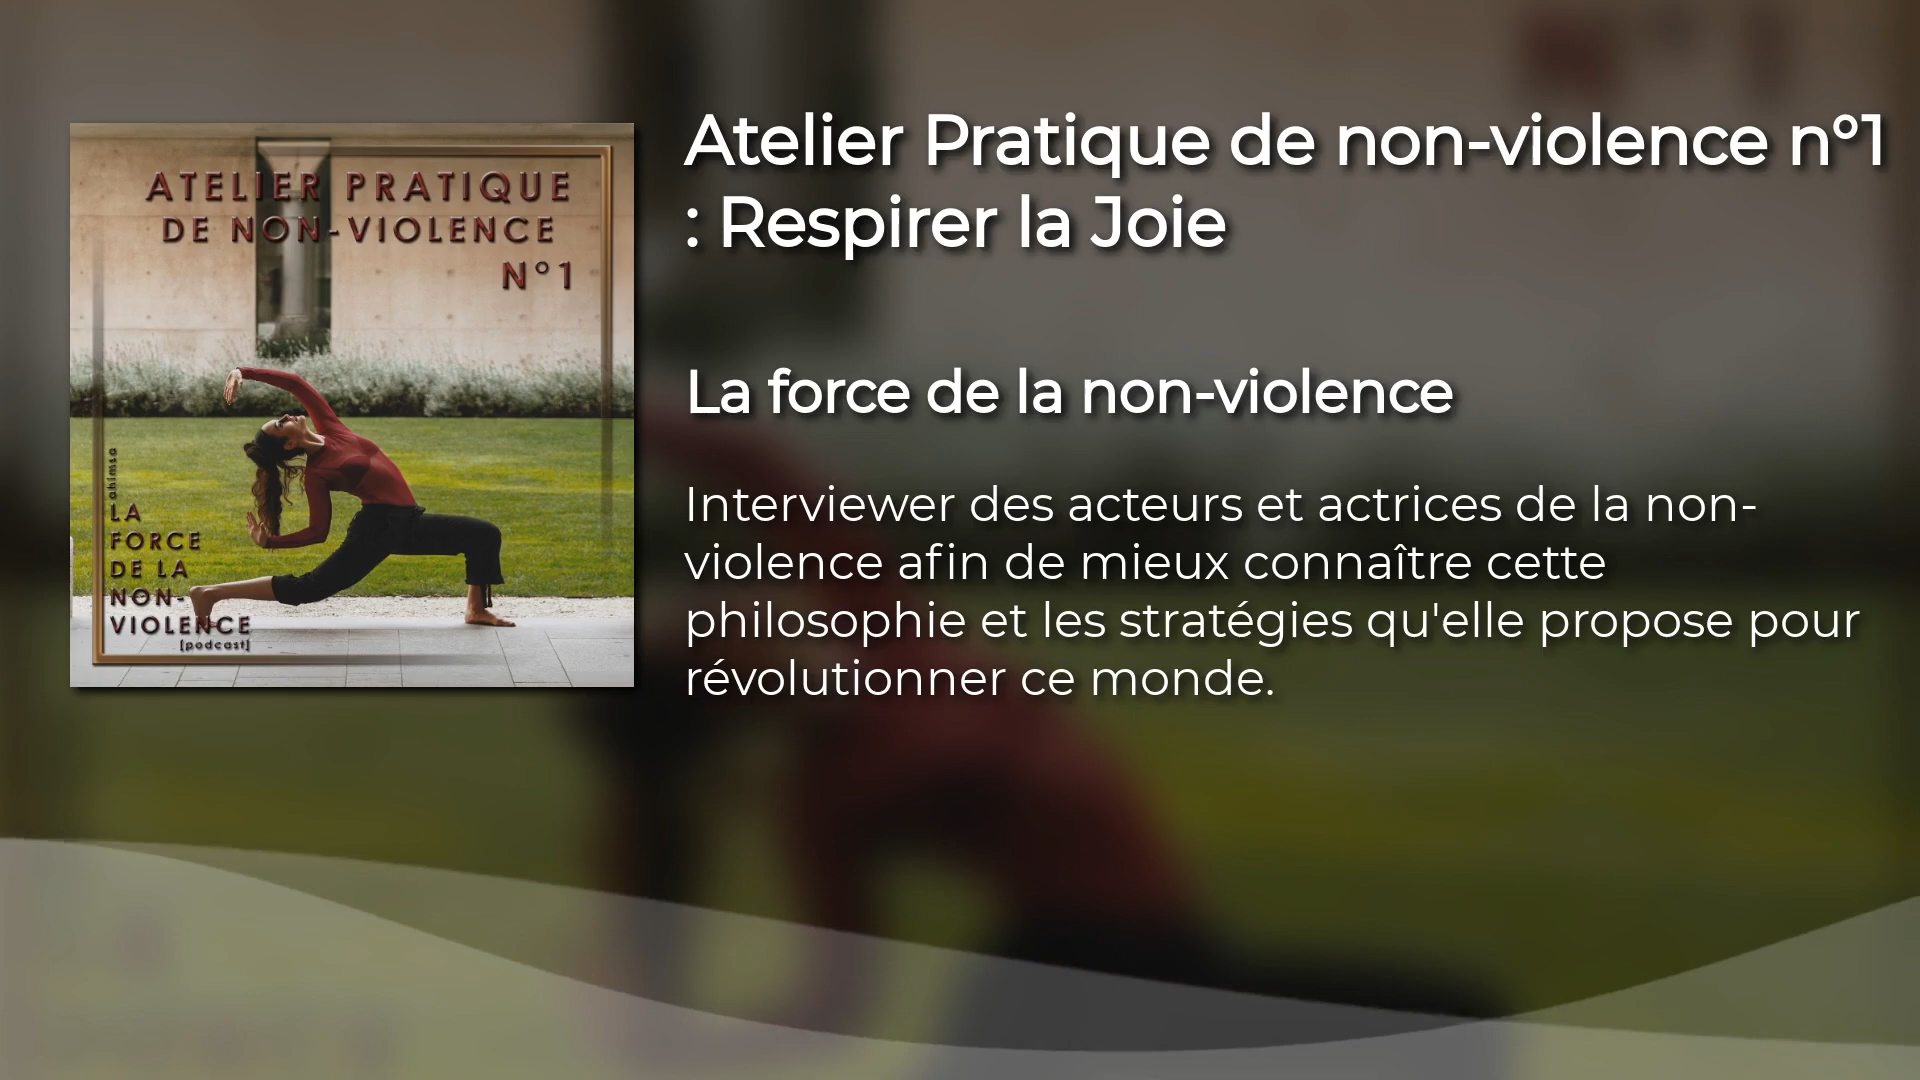 ATELIER PRATIQUE
DE NON-VIOLENCE
N°1
ahimsa
LA
FORCE
DE LA
NON-
VIOLENCE
[podcast]
Atelier Pratique de non-violence n°1
: Respirer la Joie
La force de la non-violence
Interviewer des acteurs et actrices de la non-
violence afin de mieux connaître cette
philosophie et les stratégies qu'elle propose pour
révolutionner ce monde.